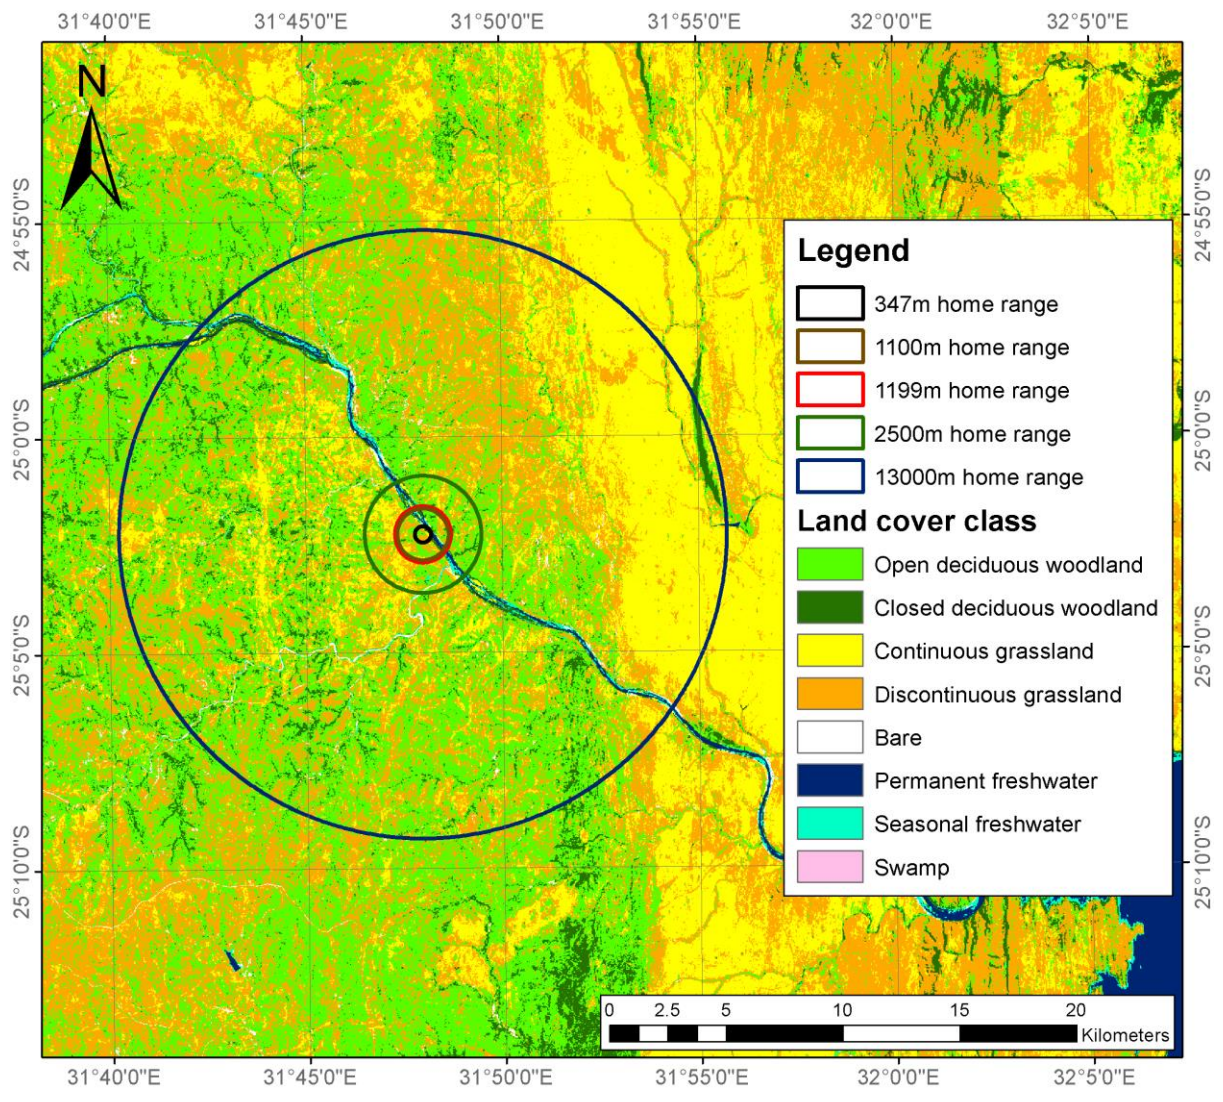 31°40'0"E 31°45'0"E 31°50'0"E 31°55'0"E 32°0'0"E 32°5'0"E
N
24°55'0"S
25°0'0"S
25°5'0"S
25°10'0"S
24°55'0"S
25°0'0"S
25°5'0"S
25°10'0"S
Legend
347m home range
1100m home range
1199m home range
2500m home range
13000m home range
Land cover class
Open deciduous woodland
Closed deciduous woodland
Continuous grassland
Discontinuous grassland
Bare
Permanent freshwater
Seasonal freshwater
Swamp
0 2.5 5 10 15 20
Kilometers
31°40'0"E 31°45'0"E 31°50'0"E 31°55'0"E 32°0'0"E 32°5'0"E